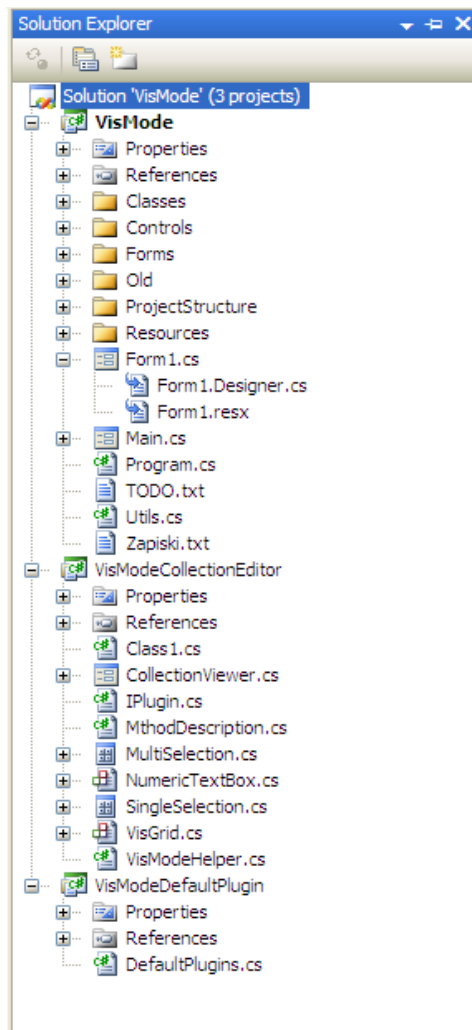 Solution Explorer
Solution 'VisMode' (3 projects)
VisMode
Properties
References
Classes
Controls
Forms
Old
ProjectStructure
Resources
Form1.cs
Form1.Designer.cs
Form1.resx
Main.cs
Program.cs
TODO.txt
Utils.cs
Zapiski.txt
VisModeCollectionEditor
Properties
References
Class1.cs
CollectionViewer.cs
IPlugin.cs
MthodDescription.cs
MultiSelection.cs
NumericTextBox.cs
SingleSelection.cs
VisGrid.cs
VisModeHelper.cs
VisModeDefaultPlugin
Properties
References
DefaultPlugins.cs